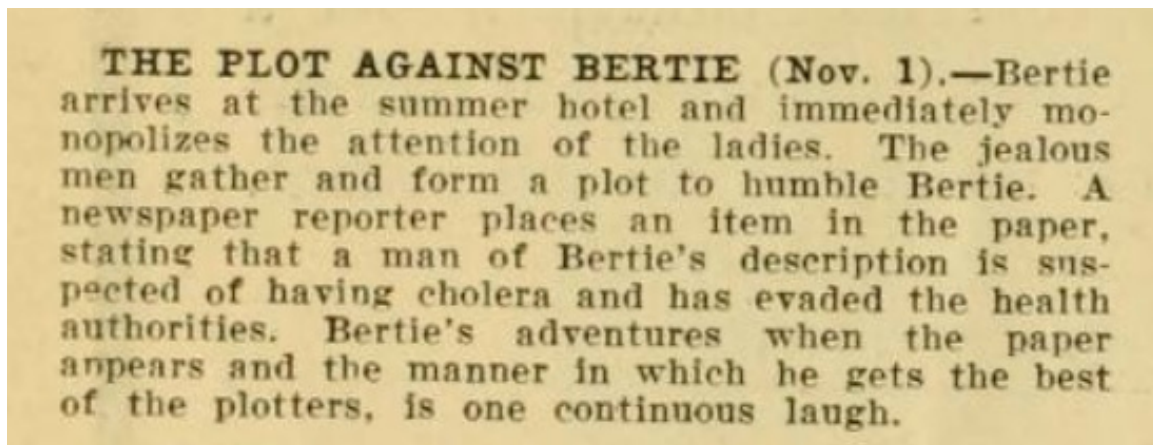 THE PLOT AGAINST BERTIE (Nov. 1).—Bertie
arrives at the summer hotel and immediately mo-
nopolizes the attention of the ladies. The jealous
men gather and form a plot to humble Bertie. A
newspaper reporter places an item in the paper,
stating that a man of Bertie's description is sus-
pected of having cholera and has evaded the health
authorities. Bertie's adventures when the paper
appears and the manner in which he gets the best
of the plotters, is one continuous laugh.